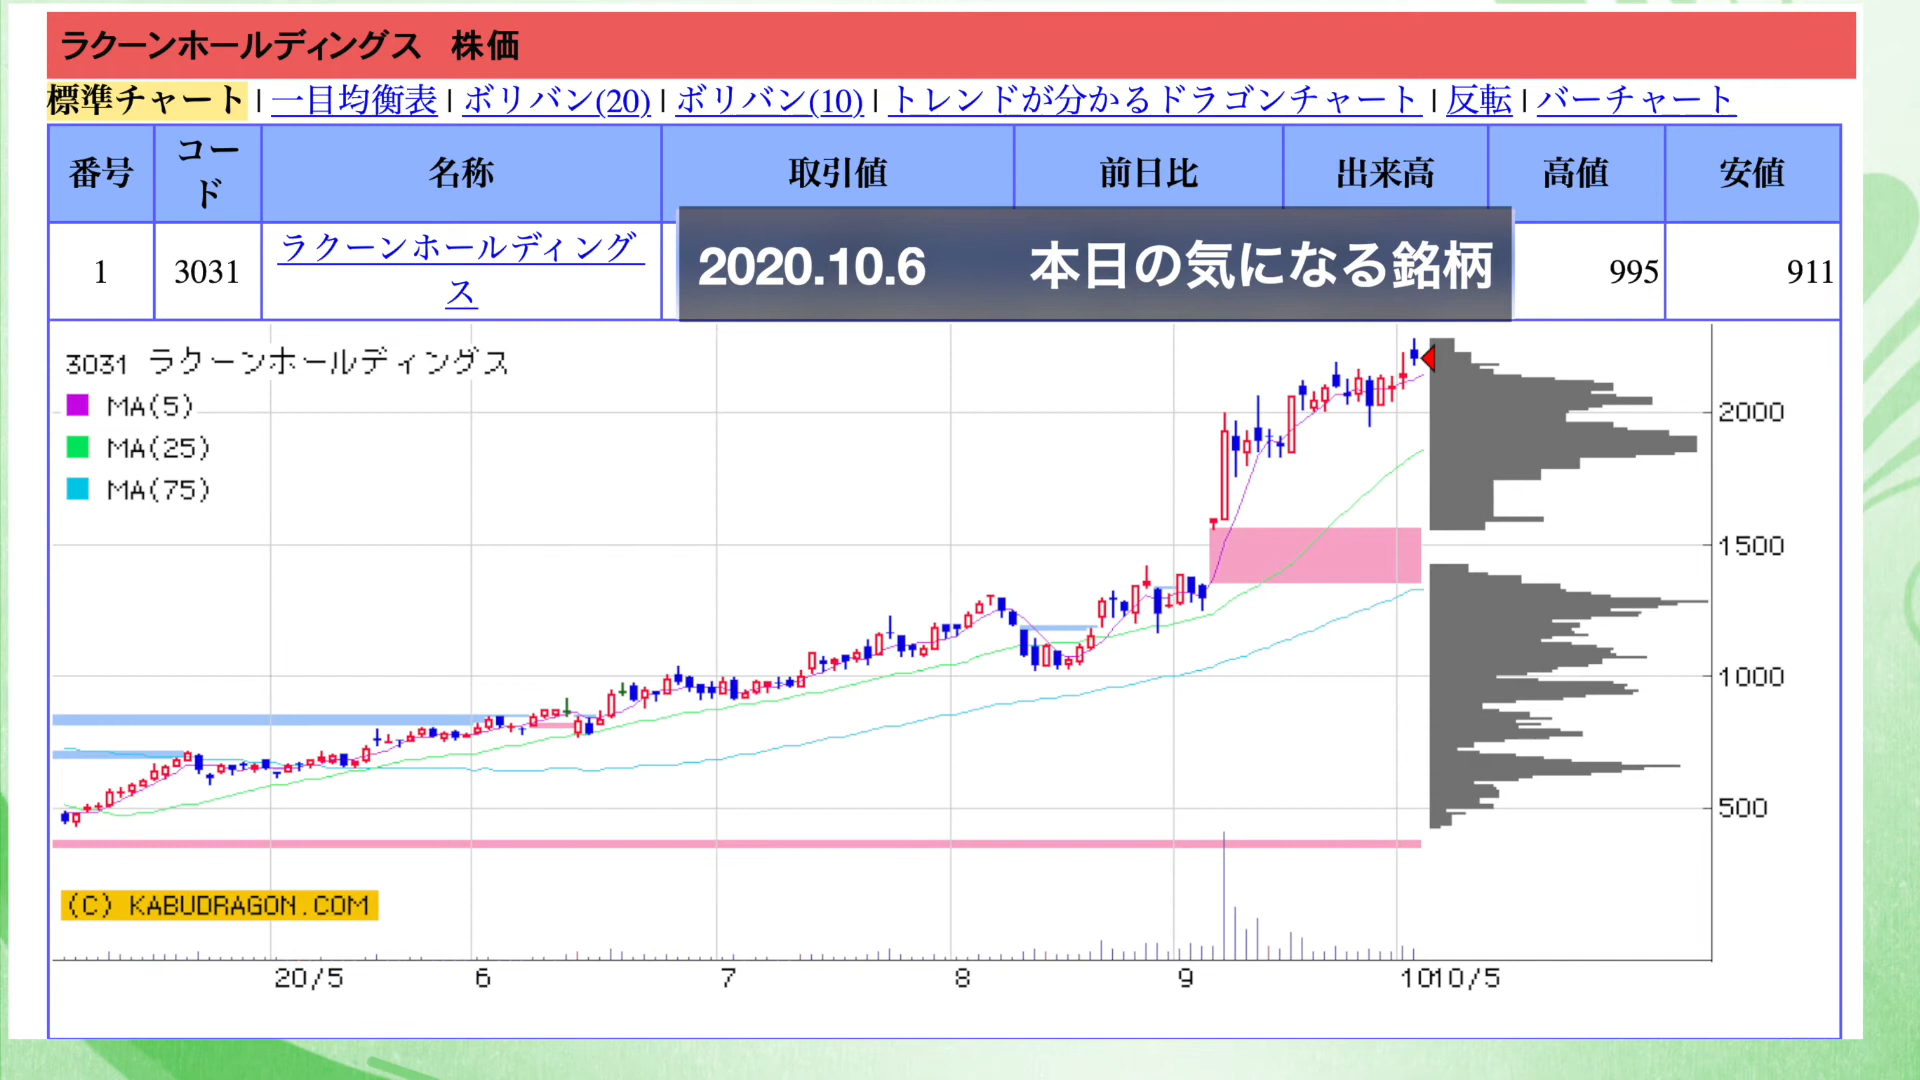 ラクーンホールディングス 株価
標準チャート | 一目均衡表 | ボリバン(20) | ボリバン(10) | トレンドが分かるドラゴンチャート | 反転 | バーチャート
番号 コード 名称 取引値 前日比 出来高 高値 安値
1 3031 ラクーンホールディングス 995 911
2020.10.6 本日の気になる銘柄
3031 ラクーンホールディングス
MA(5)
MA(25)
MA(75)
2000
1500
1000
500
(C) KABUDRAGON.COM
20/5 6 7 8 9 10 10/5